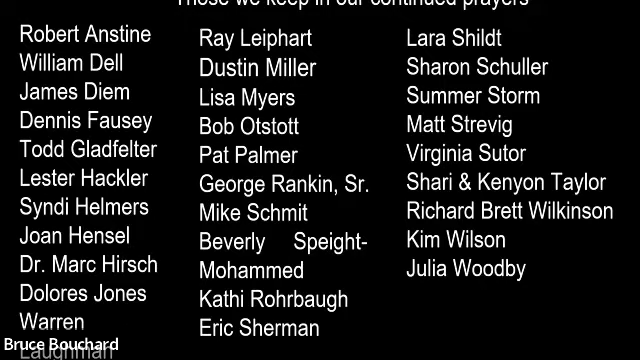 Those we keep in our continued prayers
Robert Anstine
William Dell
James Diem
Dennis Fausey
Todd Gladfelter
Lester Hackler
Syndi Helmers
Joan Hensel
Dr. Marc Hirsch
Dolores Jones
Warren
Laughman
Ray Leiphart
Dustin Miller
Lisa Myers
Bob Otstott
Pat Palmer
George Rankin, Sr.
Mike Schmit
Beverly Speight-
Mohammed
Kathi Rohrbaugh
Eric Sherman
Lara Shildt
Sharon Schuller
Summer Storm
Matt Strevig
Virginia Sutor
Shari & Kenyon Taylor
Richard Brett Wilkinson
Kim Wilson
Julia Woodby
Bruce Bouchard